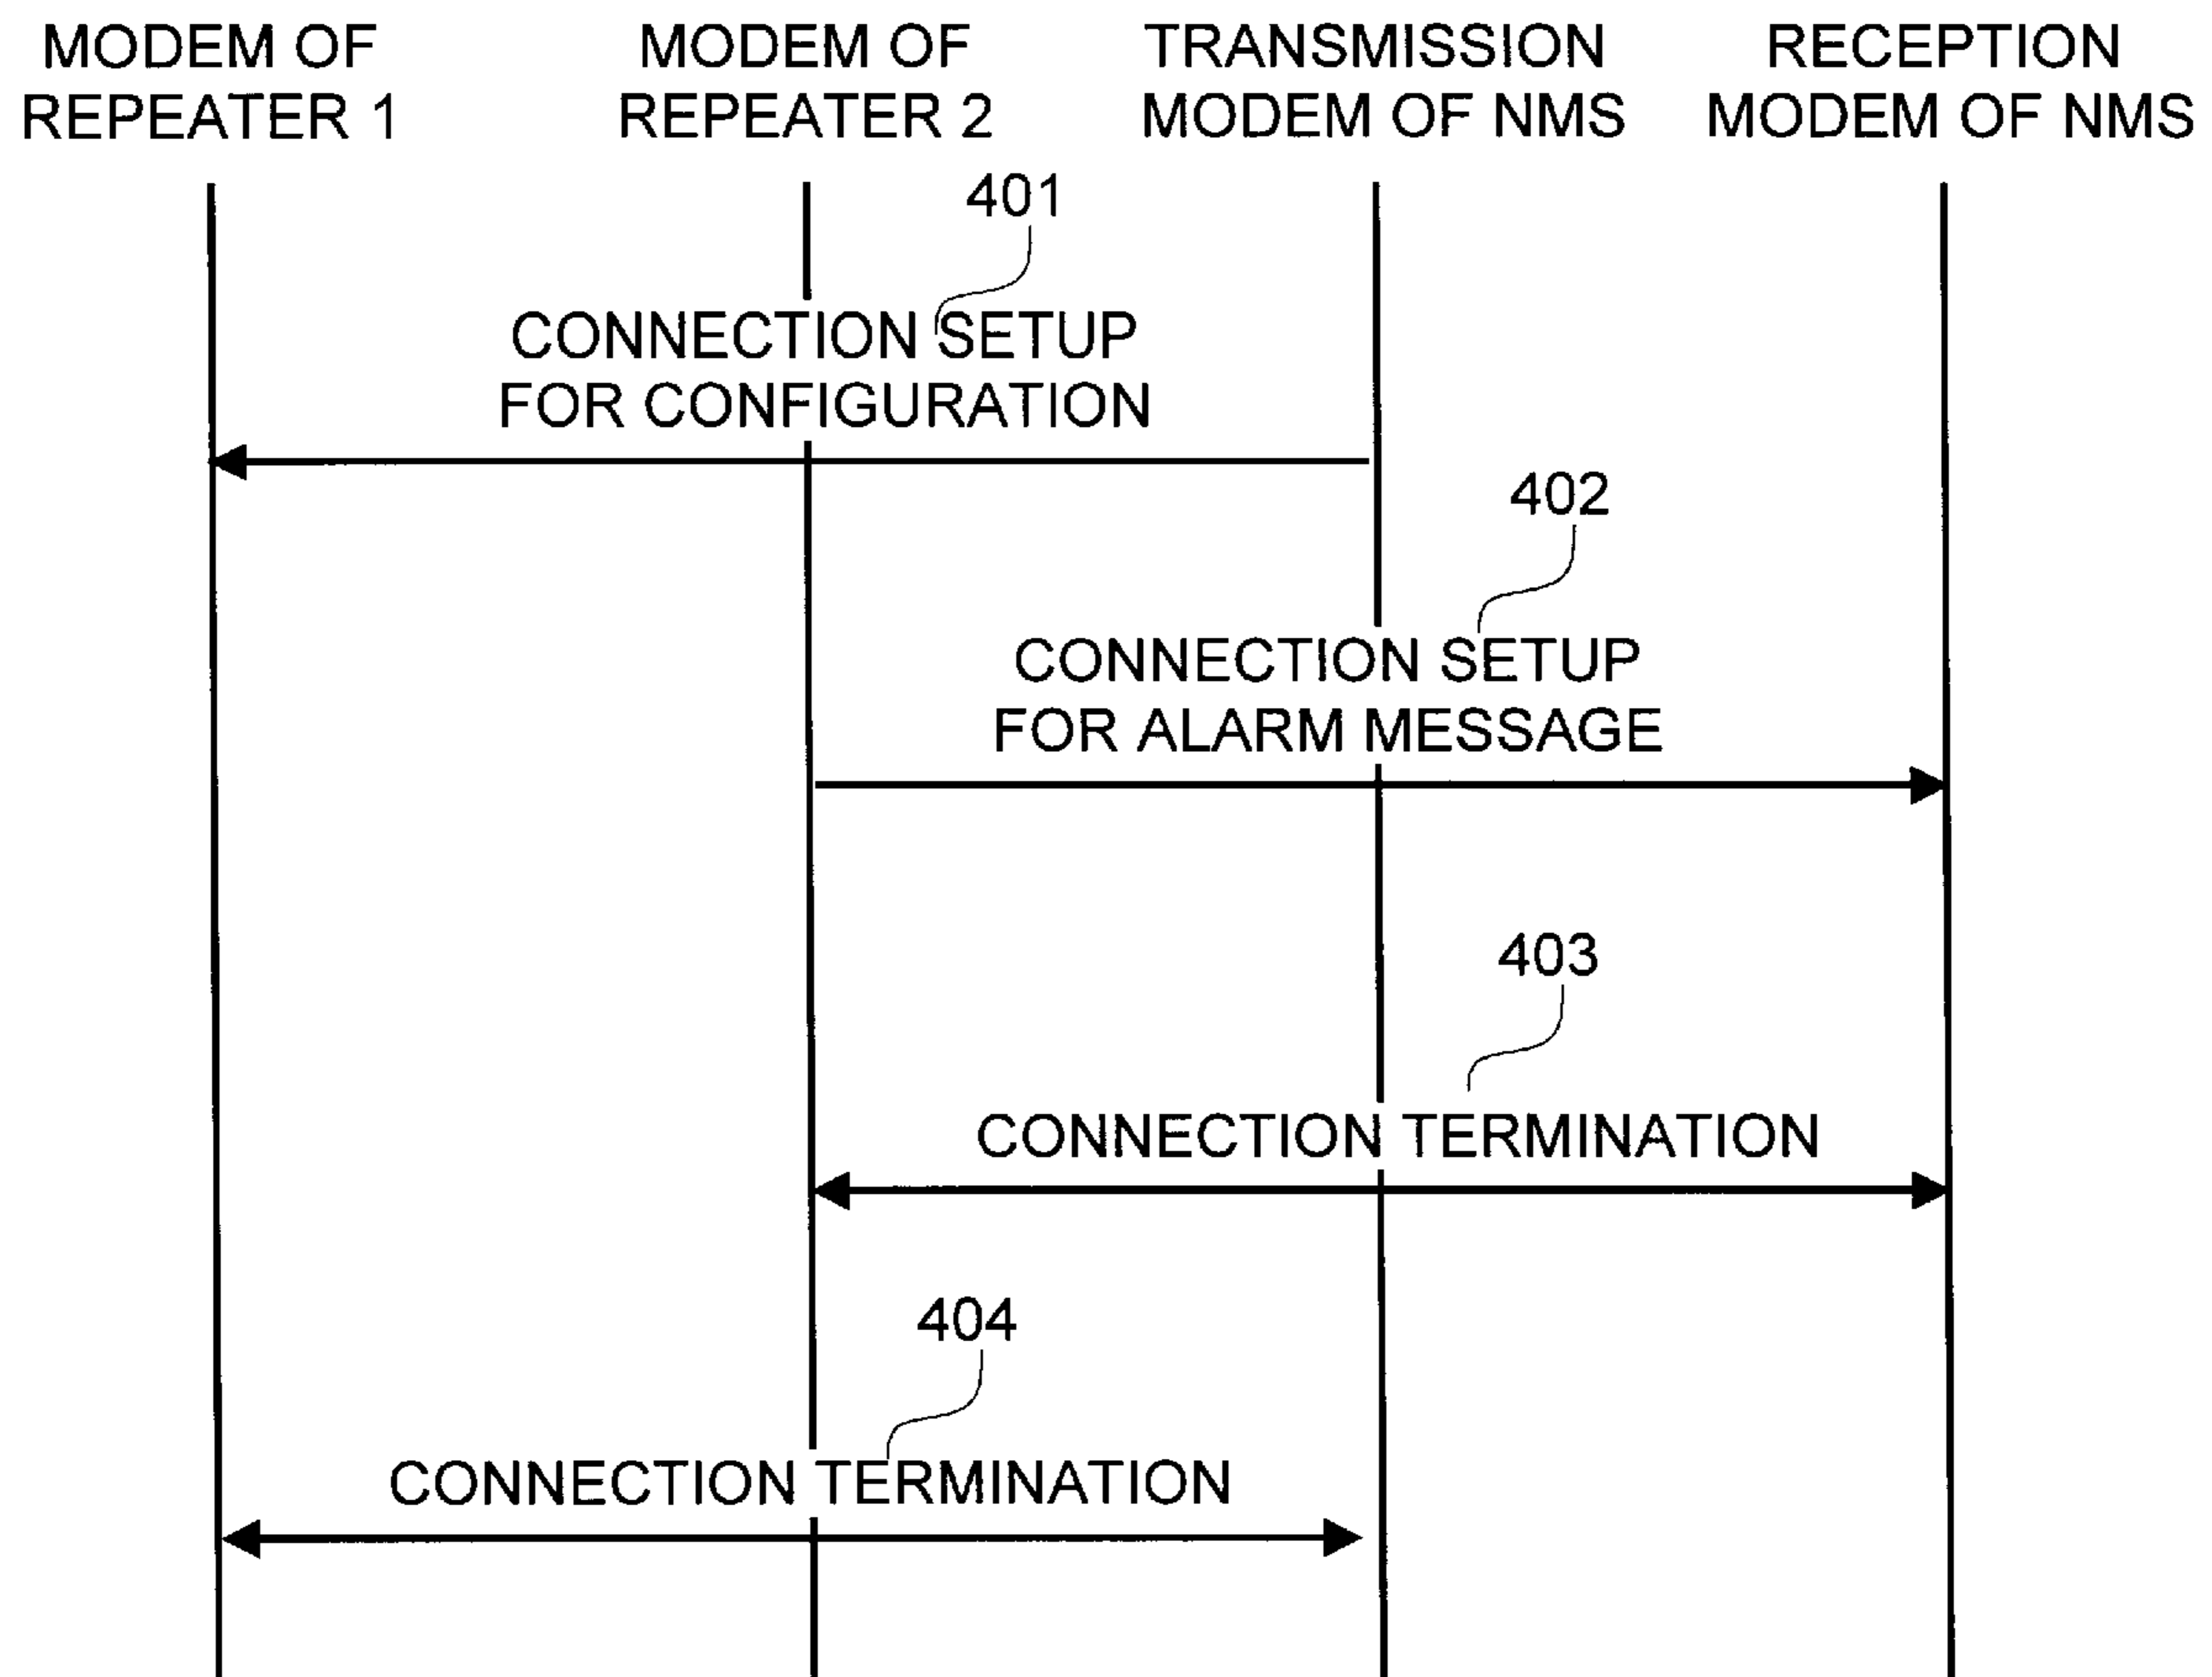 MODEM OF
REPEATER 1
MODEM OF
REPEATER 2
TRANSMISSION
MODEM OF NMS
RECEPTION
MODEM OF NMS
401
CONNECTION SETUP
FOR CONFIGURATION
402
CONNECTION SETUP
FOR ALARM MESSAGE
403
CONNECTION TERMINATION
404
CONNECTION TERMINATION